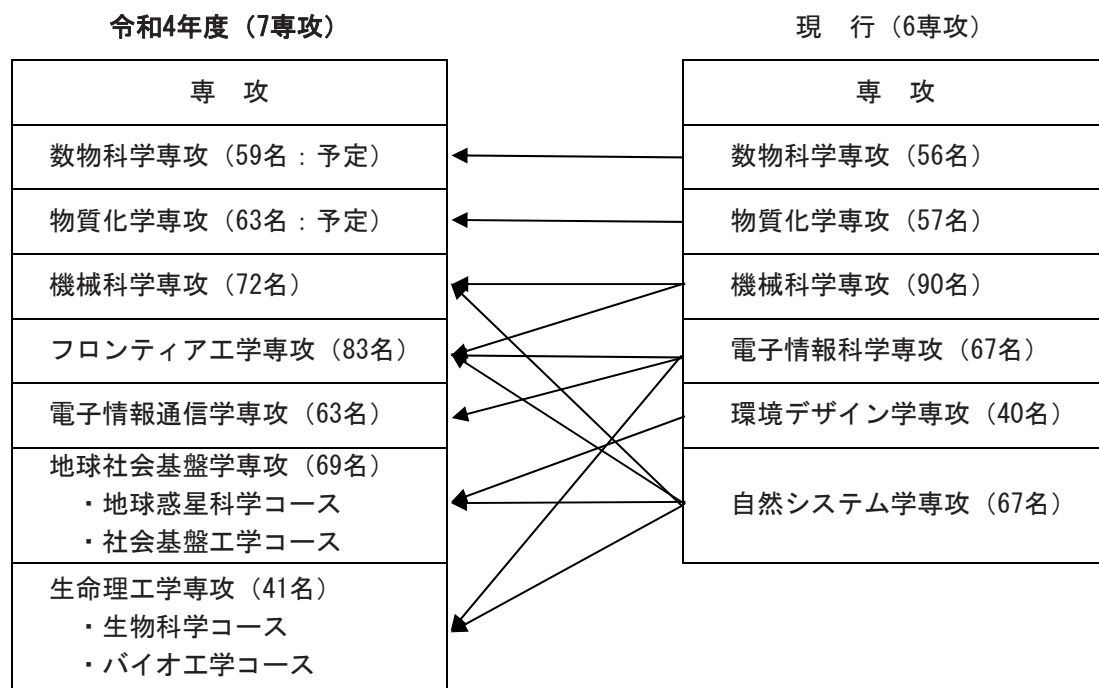 令和4年度（7専攻）
専　攻
数物科学専攻（59名：予定）
物質化学専攻（63名：予定）
機械科学専攻（72名）
フロンティア工学専攻（83名）
電子情報通信学専攻（63名）
地球社会基盤学専攻（69名）
・地球惑星科学コース
・社会基盤工学コース
生命理工学専攻（41名）
・生物科学コース
・バイオ工学コース
現　行（6専攻）
専　攻
数物科学専攻（56名）
物質化学専攻（57名）
機械科学専攻（90名）
電子情報科学専攻（67名）
環境デザイン学専攻（40名）
自然システム学専攻（67名）